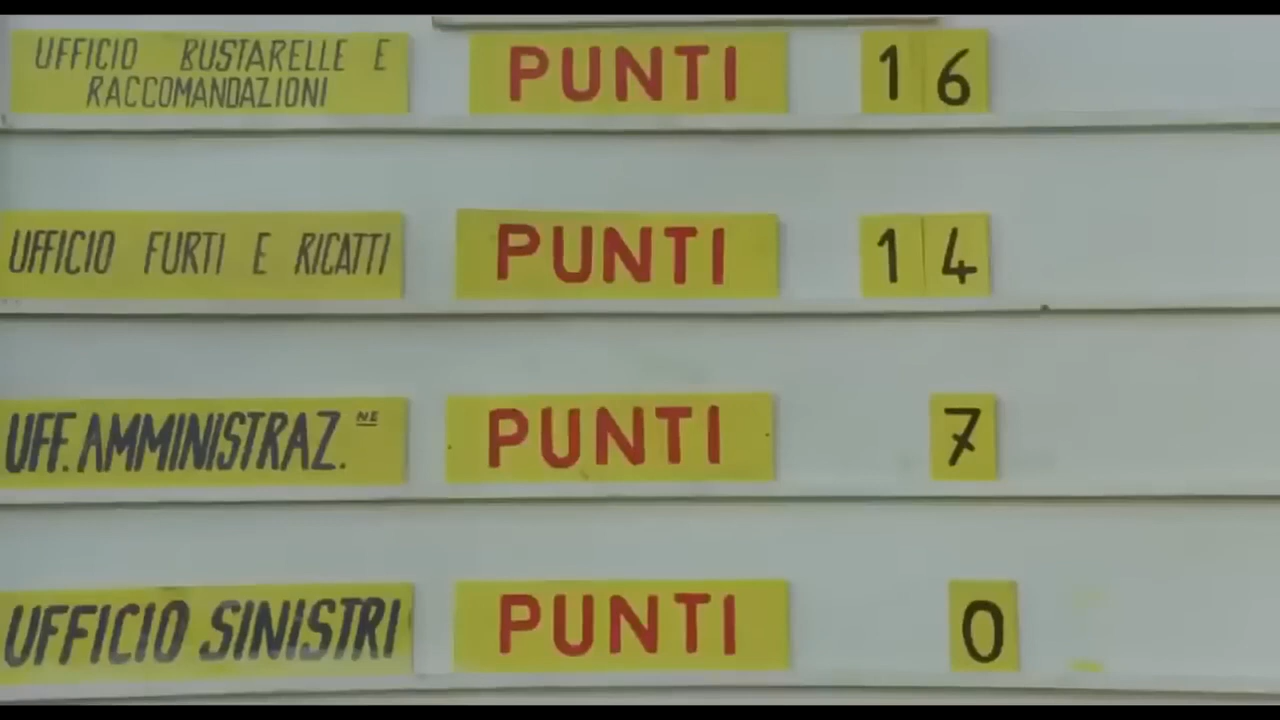 UFFICIO BUSTARELLE E PUNTI 16
RACCOMANDAZIONI
UFFICIO FURTI E RICATTI PUNTI 14
UFF. AMMINISTRAZ.NE PUNTI 7
UFFICIO SINISTRI PUNTI 0